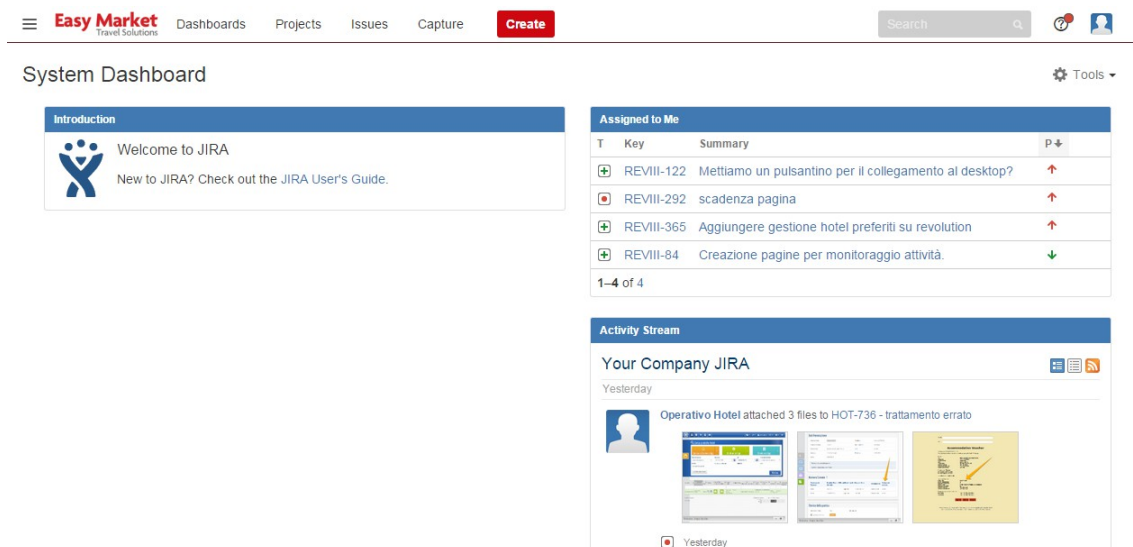 Easy Market
Travel Solutions
Dashboards Projects Issues Capture Create Search
System Dashboard
Tools
Introduction
Welcome to JIRA
New to JIRA? Check out the JIRA User's Guide.
Assigned to Me
T Key Summary P
REVIII-122 Mettiamo un pulsantino per il collegamento al desktop?
REVIII-292 scadenza pagina
REVIII-365 Aggiungere gestione hotel preferiti su revolution
REVIII-84 Creazione pagine per monitoraggio attività.
1–4 of 4
Activity Stream
Your Company JIRA
Yesterday
Operativo Hotel attached 3 files to HOT-736 - trattamento errato
Yesterday